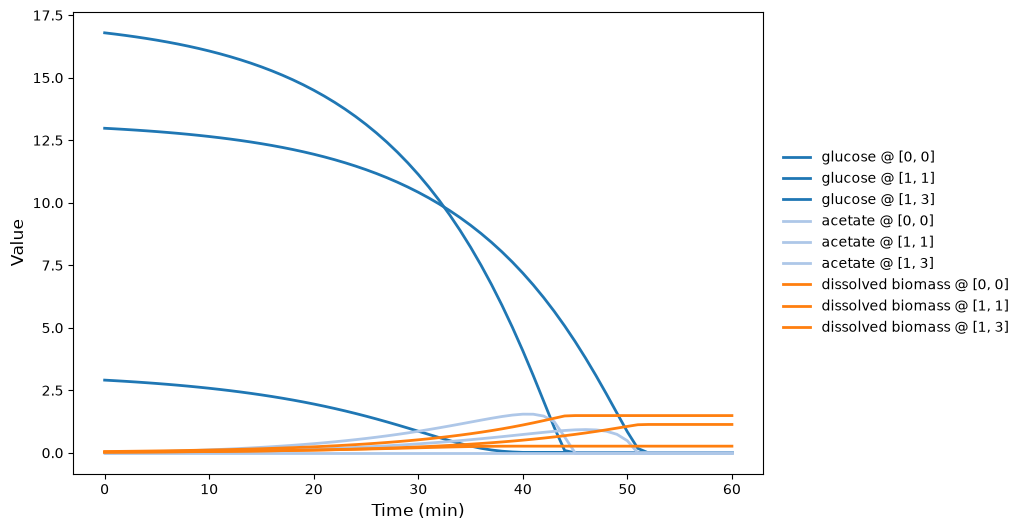 17.5
15.0
12.5
10.0
7.5
5.0
2.5
0.0
Value
0 10 20 30 40 50 60
Time (min)
glucose @ [0, 0]
glucose @ [1, 1]
glucose @ [1, 3]
acetate @ [0, 0]
acetate @ [1, 1]
acetate @ [1, 3]
dissolved biomass @ [0, 0]
dissolved biomass @ [1, 1]
dissolved biomass @ [1, 3]